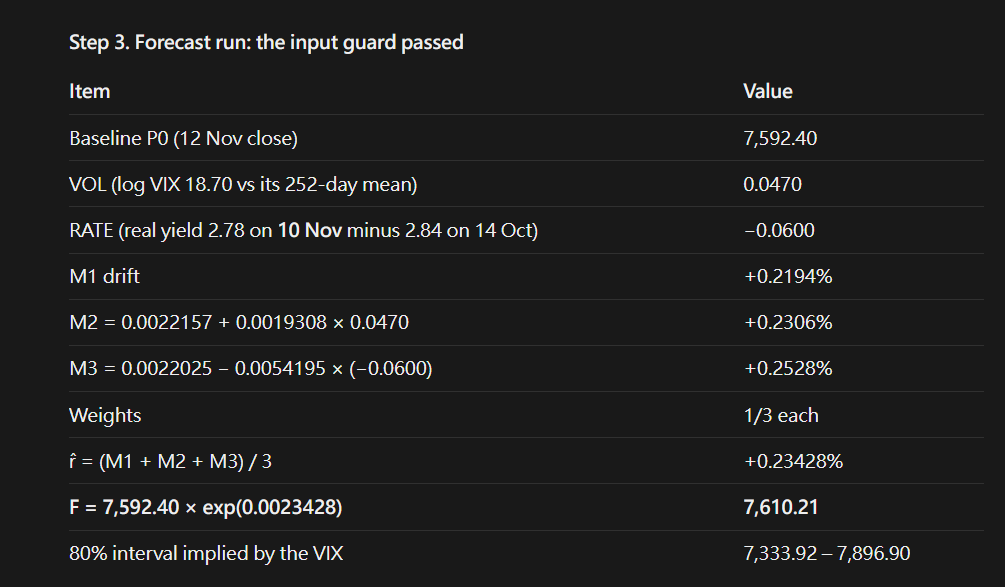 Step 3. Forecast run: the input guard passed
Item Value
Baseline P0 (12 Nov close) 7,592.40
VOL (log VIX 18.70 vs its 252-day mean) 0.0470
RATE (real yield 2.78 on 10 Nov minus 2.84 on 14 Oct) −0.0600
M1 drift +0.2194%
M2 = 0.0022157 + 0.0019308 × 0.0470 +0.2306%
M3 = 0.0022025 − 0.0054195 × (−0.0600) +0.2528%
Weights 1/3 each
r̂ = (M1 + M2 + M3) / 3 +0.23428%
F = 7,592.40 × exp(0.0023428) 7,610.21
80% interval implied by the VIX 7,333.92 – 7,896.90